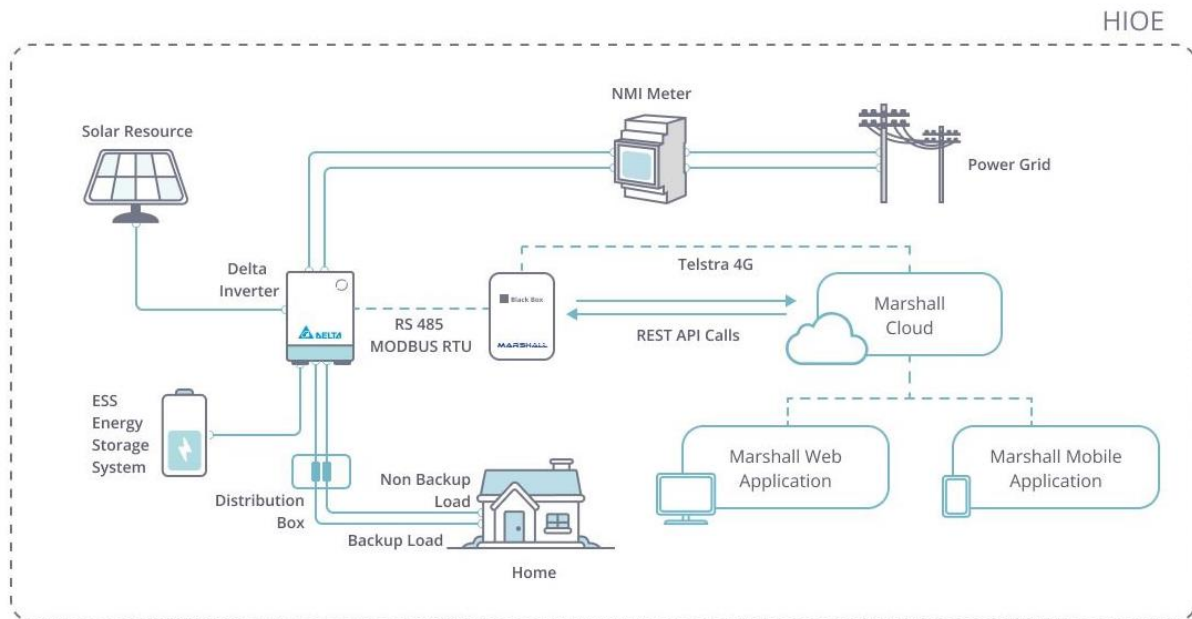 HIOE
NMI Meter
Solar Resource
Power Grid
Delta
Inverter
Telstra 4G
Black Box
Marshall
Cloud
DELTA
RS 485
MODBUS RTU
MARSHALL
REST API Calls
ESS
Energy
Storage
System
Non Backup
Load
Marshall Web
Application
Marshall Mobile
Application
Distribution
Box
Backup Load
Home